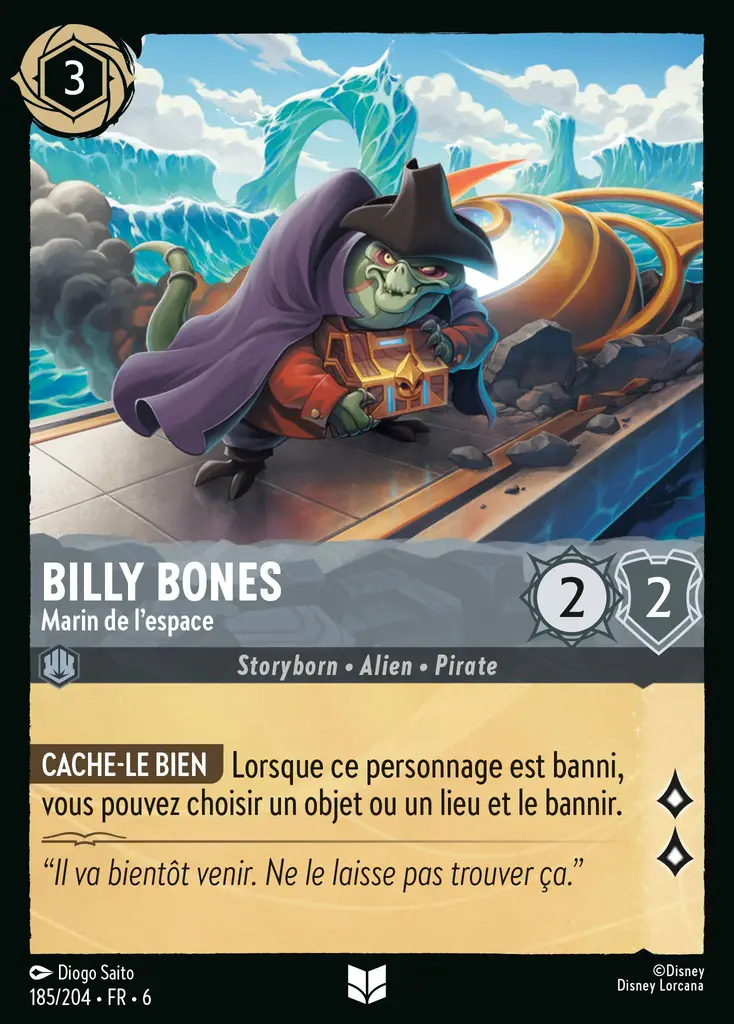 3
BILLY BONES
Marin de l'espace
2 2
Storyborn • Alien • Pirate
CACHE-LE BIEN Lorsque ce personnage est banni,
vous pouvez choisir un objet ou un lieu et le bannir.
“Il va bientôt venir. Ne le laisse pas trouver ça.”
Diogo Saito
185/204 • FR • 6
©Disney
Disney Lorcana